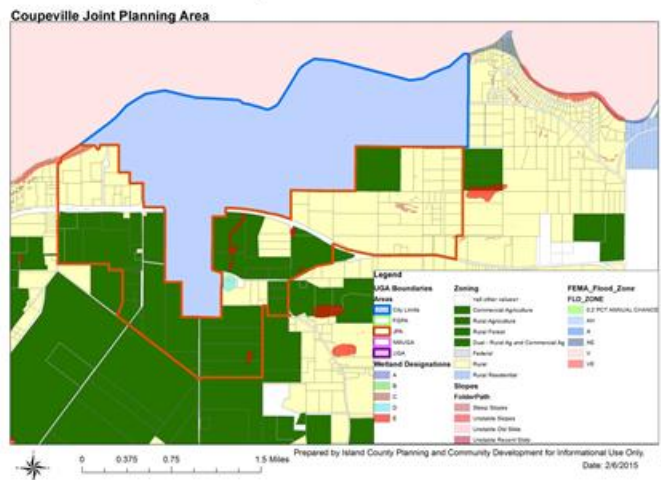 Coupeville Joint Planning Area
Legend
UGA Boundaries
Areas
City Limits
FGPA
JPA
NMUGA
UGA
Wetland Designations
A
B
C
D
E
Zoning
<all other values>
Commercial Agriculture
Rural Agriculture
Rural Forest
Dual - Rural Ag and Commercial Ag
Federal
Rural
Rural Residential
Slopes
FolderPath
Steep Slopes
Unstable Slopes
Unstable Old Slide
Unstable Recent Slide
FEMA_Flood_Zone
FLD_ZONE
0.2 PCT ANNUAL CHANCE
AH
A
AE
V
VE
0 0.375 0.75 1.5 Miles
Prepared by Island County Planning and Community Development for Informational Use Only.
Date: 2/6/2015